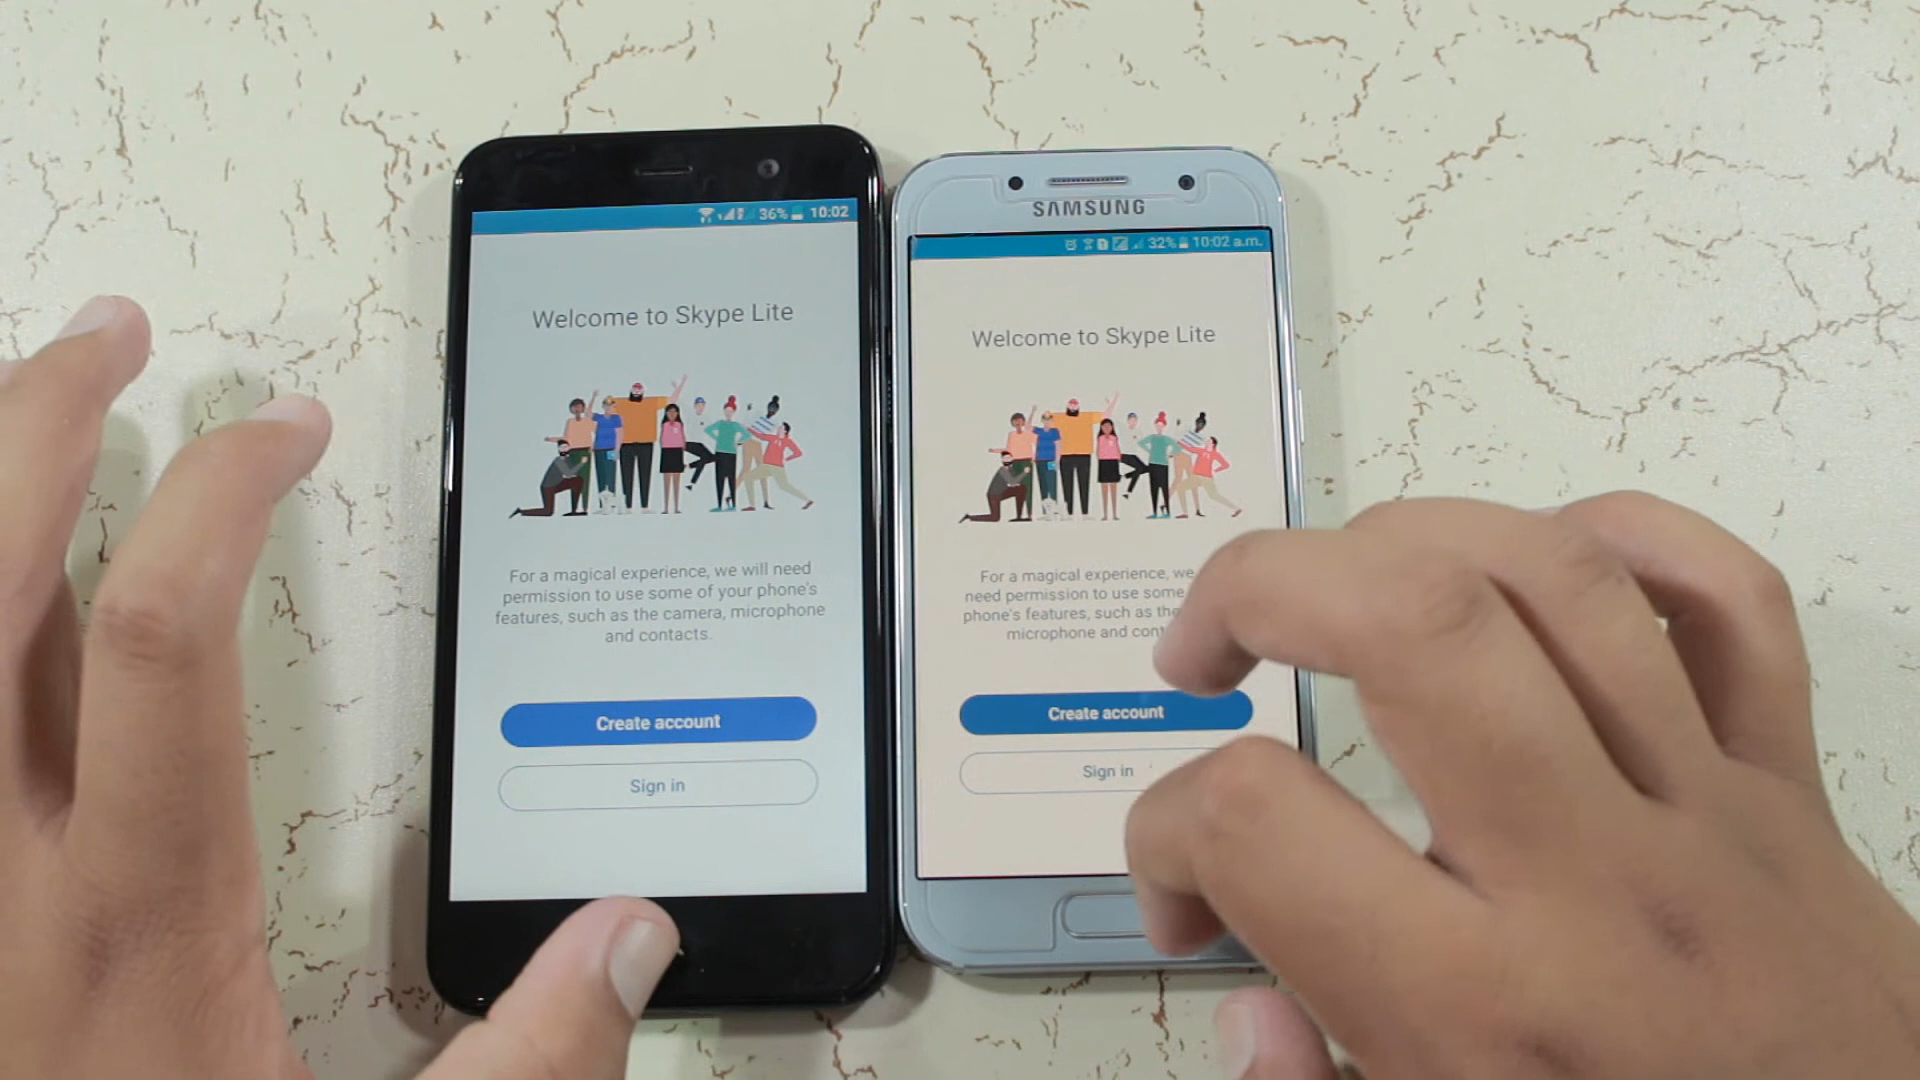 36% 10:02
Welcome to Skype Lite
For a magical experience, we will need
permission to use some of your phone's
features, such as the camera, microphone
and contacts.
Create account
Sign in
SAMSUNG
32% 10:02 a.m.
Welcome to Skype Lite
For a magical experience, we
need permission to use some
phone's features, such as the
microphone and
Create account
Sign in